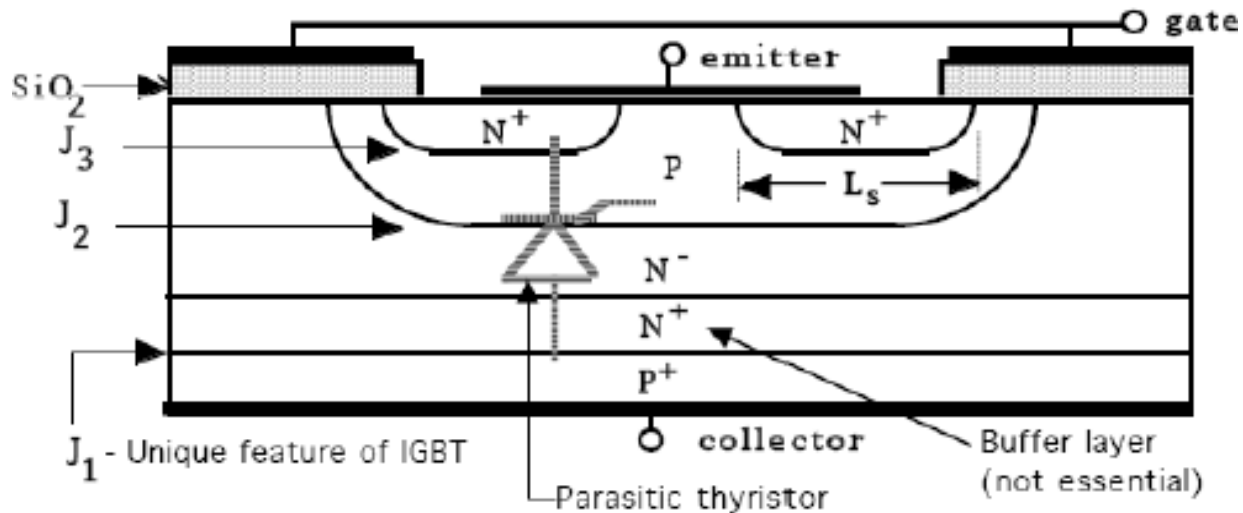 gate
emitter
SiO₂
N⁺ N⁺
J₃
P
Lₛ
J₂
N⁻
N⁺
P⁺
J₁ - Unique feature of IGBT
collector
Buffer layer
(not essential)
Parasitic thyristor